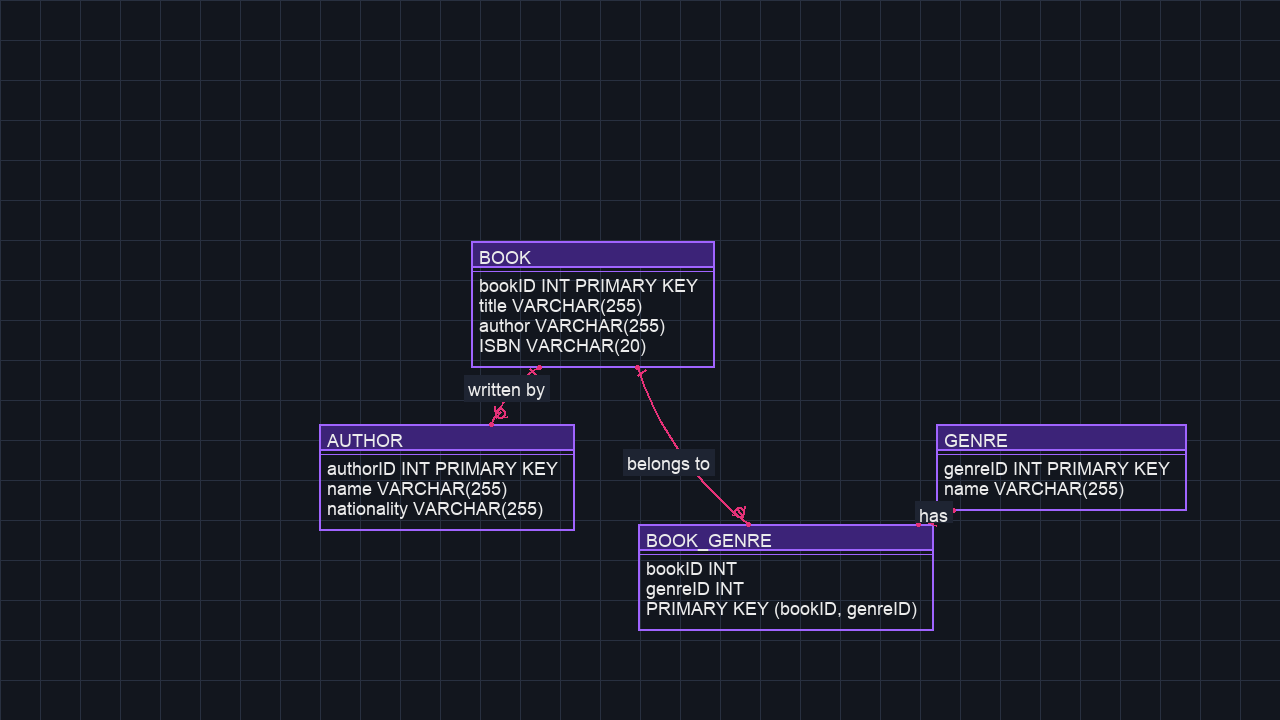 BOOK
bookID INT PRIMARY KEY
title VARCHAR(255)
author VARCHAR(255)
ISBN VARCHAR(20)
written by
AUTHOR
authorID INT PRIMARY KEY
name VARCHAR(255)
nationality VARCHAR(255)
belongs to
GENRE
genreID INT PRIMARY KEY
name VARCHAR(255)
has
BOOK_GENRE
bookID INT
genreID INT
PRIMARY KEY (bookID, genreID)